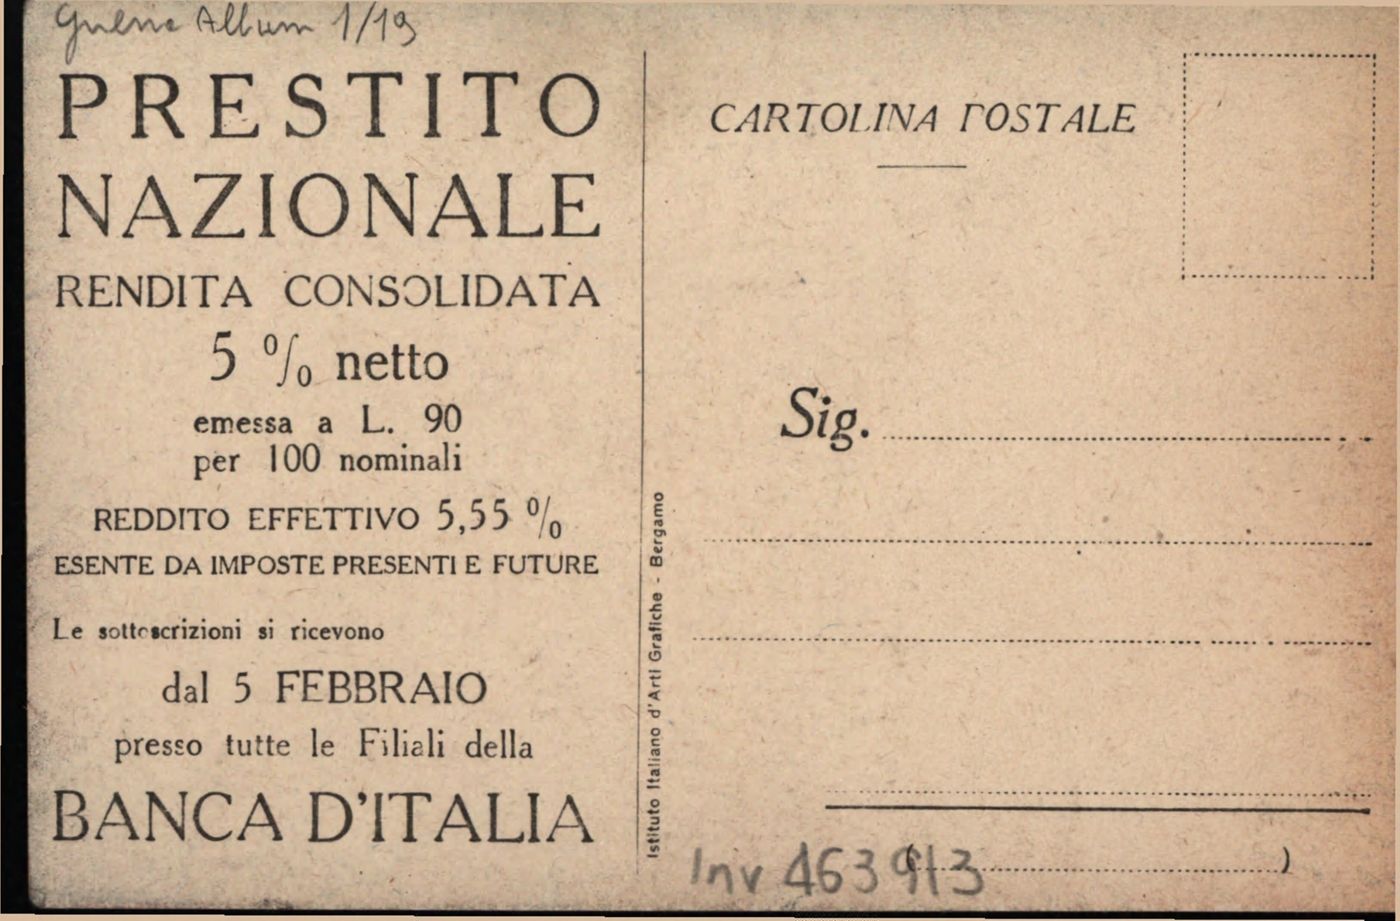 Guerre Album 1/19
PRESTITO
NAZIONALE
RENDITA CONSOLIDATA
5 % netto
emessa a L. 90
per 100 nominali
REDDITO EFFETTIVO 5,55 %
ESENTE DA IMPOSTE PRESENTI E FUTURE
Le sottoscrizioni si ricevono
dal 5 FEBBRAIO
presso tutte le Filiali della
BANCA D'ITALIA
Istituto Italiano d'Arti Grafiche - Bergamo
CARTOLINA POSTALE
Sig.
Inv 463913
( )